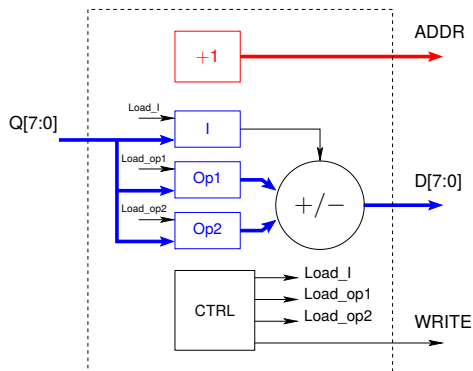 ADDR
+1
Load_I
Q[7:0]
I
Load_op1
Op1
D[7:0]
+/−
Load_op2
Op2
Load_I
CTRL
Load_op1
Load_op2
WRITE